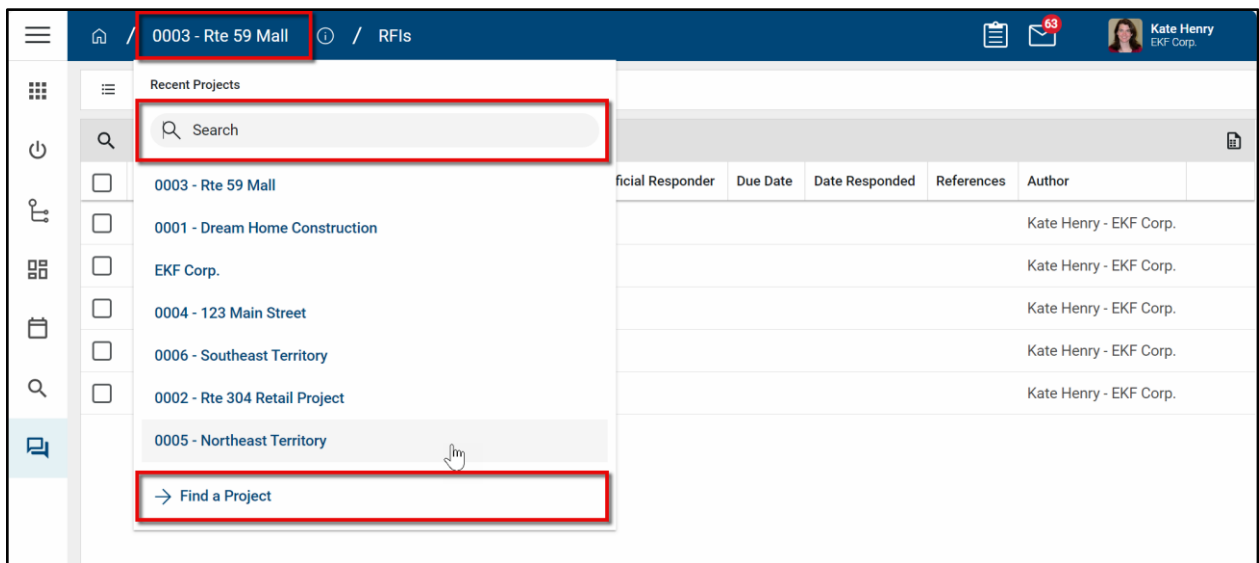 / 0003 - Rte 59 Mall / RFIs
63
Kate Henry
EKF Corp.
Recent Projects
Search
ficial Responder Due Date Date Responded References Author
0003 - Rte 59 Mall
0001 - Dream Home Construction
EKF Corp.
0004 - 123 Main Street
0006 - Southeast Territory
0002 - Rte 304 Retail Project
0005 - Northeast Territory
Find a Project
Kate Henry - EKF Corp.
Kate Henry - EKF Corp.
Kate Henry - EKF Corp.
Kate Henry - EKF Corp.
Kate Henry - EKF Corp.